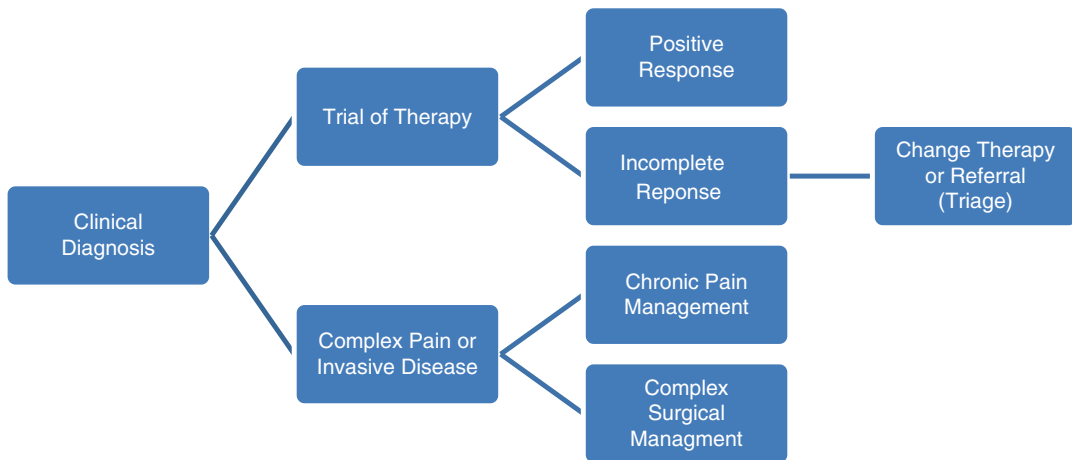 Clinical
Diagnosis
Trial of Therapy
Complex Pain or
Invasive Disease
Positive
Response
Incomplete
Reponse
Chronic Pain
Management
Complex
Surgical
Managment
Change Therapy
or Referral
(Triage)